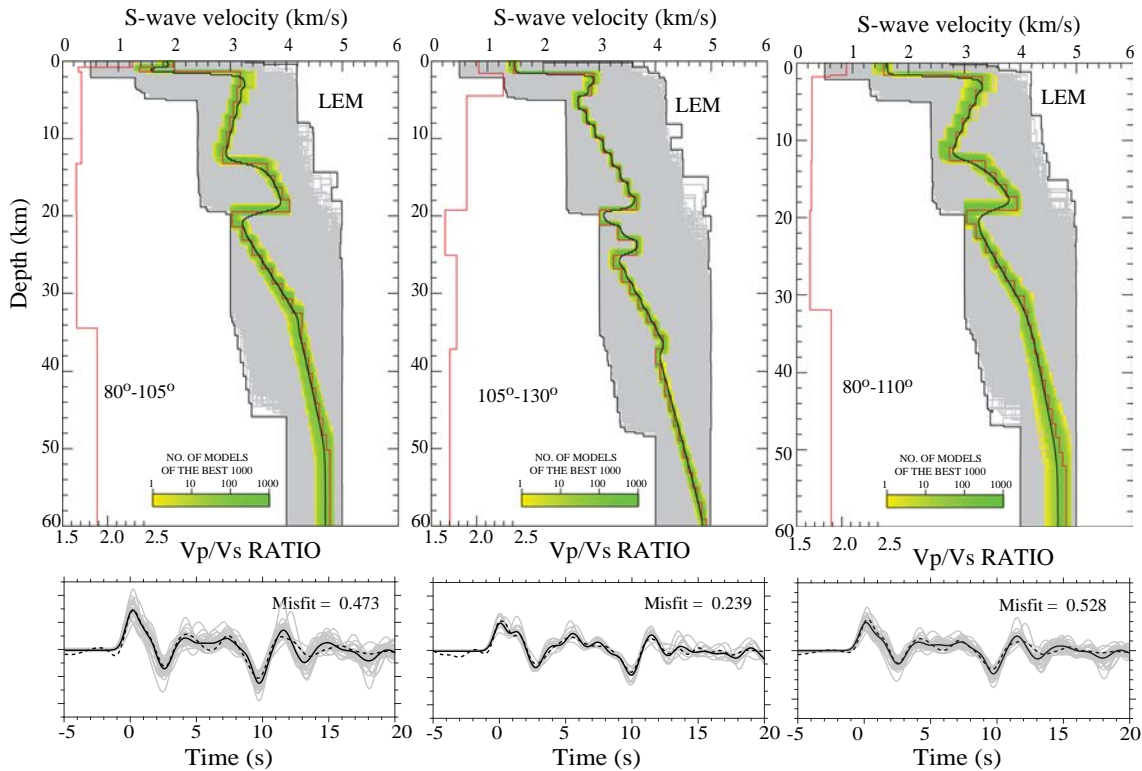 S-wave velocity (km/s) S-wave velocity (km/s) S-wave velocity (km/s)
0 1 2 3 4 5 6 0 1 2 3 4 5 6 0 1 2 3 4 5 6
0 0 0
LEM LEM LEM
10 10 10
20 20 20
Depth (km)
30 30 30
40 40 40
80º-105º 105º-130º 80º-110º
50 50 50
NO. OF MODELS NO. OF MODELS NO. OF MODELS
OF THE BEST 1000 OF THE BEST 1000 OF THE BEST 1000
1 10 100 1000 1 10 100 1000 1 10 100 1000
60 60 60
1.5 2.0 2.5 1.5 2.0 2.5 1.5 2.0 2.5
Vp/Vs RATIO Vp/Vs RATIO Vp/Vs RATIO
Misfit = 0.473 Misfit = 0.239 Misfit = 0.528
-5 0 5 10 15 20 -5 0 5 10 15 20 -5 0 5 10 15 20
Time (s) Time (s) Time (s)